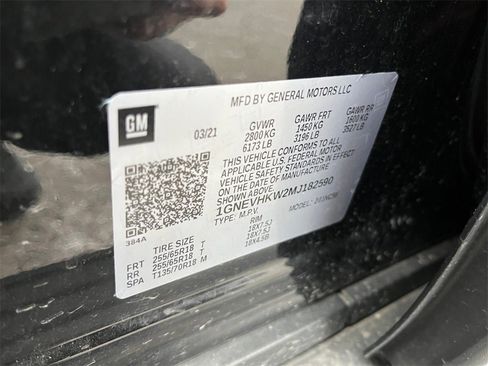 MFD BY GENERAL MOTORS LLC
GM
03/21
GVWR GAWR FRT GAWR RR
2800 KG 1450 KG 1600 KG
6173 LB 3196 LB 3527 LB
THIS VEHICLE CONFORMS TO ALL
APPLICABLE U.S. FEDERAL MOTOR
VEHICLE SAFETY STANDARDS IN EFFECT
ON THE DATE OF MANUFACTURE
1GNEVHKW2MJ182590
TYPE: M.P.V. MODEL:
384A
TIRE SIZE RIM
FRT 255/65R18 T 18X7.5J
RR 255/65R18 T 18X7.5J
SPA T135/70R18 M 18X4.5B